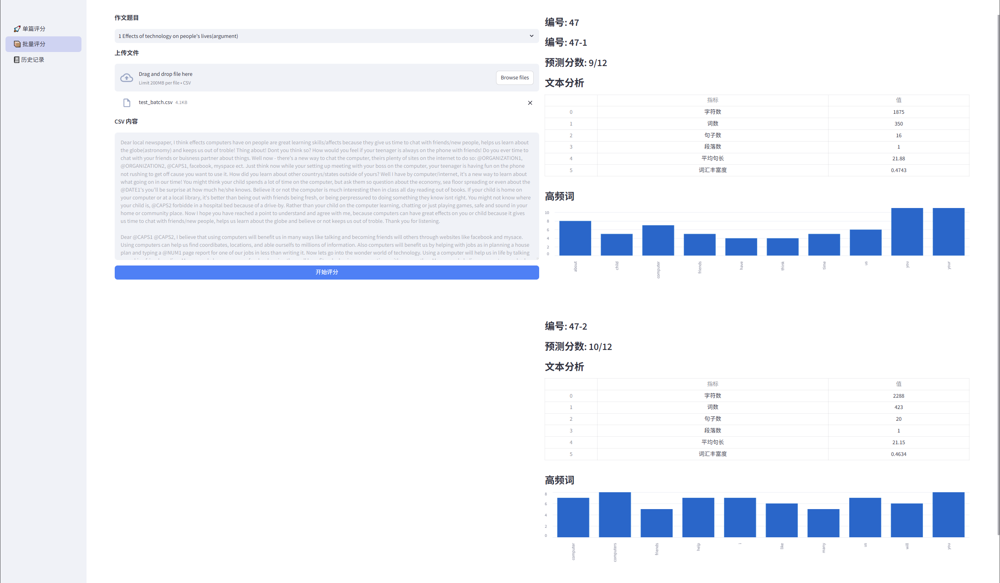 单篇评分
批量评分
历史记录
作文题目
1 Effects of technology on people's lives(argument)
上传文件
Drag and drop file here
Limit 200MB per file • CSV
Browse files
test_batch.csv 4.1KB
CSV 内容
Dear local newspaper, I think effects computers have on people are great learning skills/affects because they give us time to chat with friends/new people, helps us learn about
the globe(astronomy) and keeps us out of troble! Thing about! Dont you think so? How would you feel if your teenager is always on the phone with friends! Do you ever time to
chat with your friends or buisness partner about things. Well now - there's a new way to chat the computer, theirs plenty of sites on the internet to do so: @ORGANIZATION1,
@ORGANIZATION2, @CAPS1, facebook, myspace ect. Just think now while your setting up meeting with your boss on the computer, your teenager is having fun on the phone
not rushing to get off cause you want to use it. How did you learn about other countrys/states outside of yours? Well I have by computer/internet, it's a new way to learn about
what going on in our time! You might think your child spends a lot of time on the computer, but ask them so question about the economy, sea floor spreading or even about the
@DATE1's you'll be surprise at how much he/she knows. Believe it or not the computer is much interesting then in class all day reading out of books. If your child is home on
your computer or at a local library, it's better than being out with friends being fresh, or being perpressured to doing something they know isnt right. You might not know where
your child is, @CAPS2 forbidde in a hospital bed because of a drive-by. Rather than your child on the computer learning, chatting or just playing games, safe and sound in your
home or community place. Now I hope you have reached a point to understand and agree with me, because computers can have great effects on you or child because it gives
us time to chat with friends/new people, helps us learn about the globe and believe or not keeps us out of troble. Thank you for listening.
Dear @CAPS1 @CAPS2, I believe that using computers will benefit us in many ways like talking and becoming friends will others through websites like facebook and mysace.
Using computers can help us find coordibates, locations, and able ourselfs to millions of information. Also computers will benefit us by helping with jobs as in planning a house
plan and typing a @NUM1 page report for one of our jobs in less than writing it. Now lets go into the wonder world of technology. Using a computer will help us in life by talking
开始评分
编号: 47
编号: 47-1
预测分数: 9/12
文本分析
指标 值
0 字符数 1875
1 词数 350
2 句子数 16
3 段落数 1
4 平均句长 21.88
5 词汇丰富度 0.4743
高频词
10
8
6
4
2
0
about child computer friends have think time us you your
编号: 47-2
预测分数: 10/12
文本分析
指标 值
0 字符数 2288
1 词数 423
2 句子数 20
3 段落数 1
4 平均句长 21.15
5 词汇丰富度 0.4634
高频词
8
6
4
2
0
computer computers friends help i like many us will you